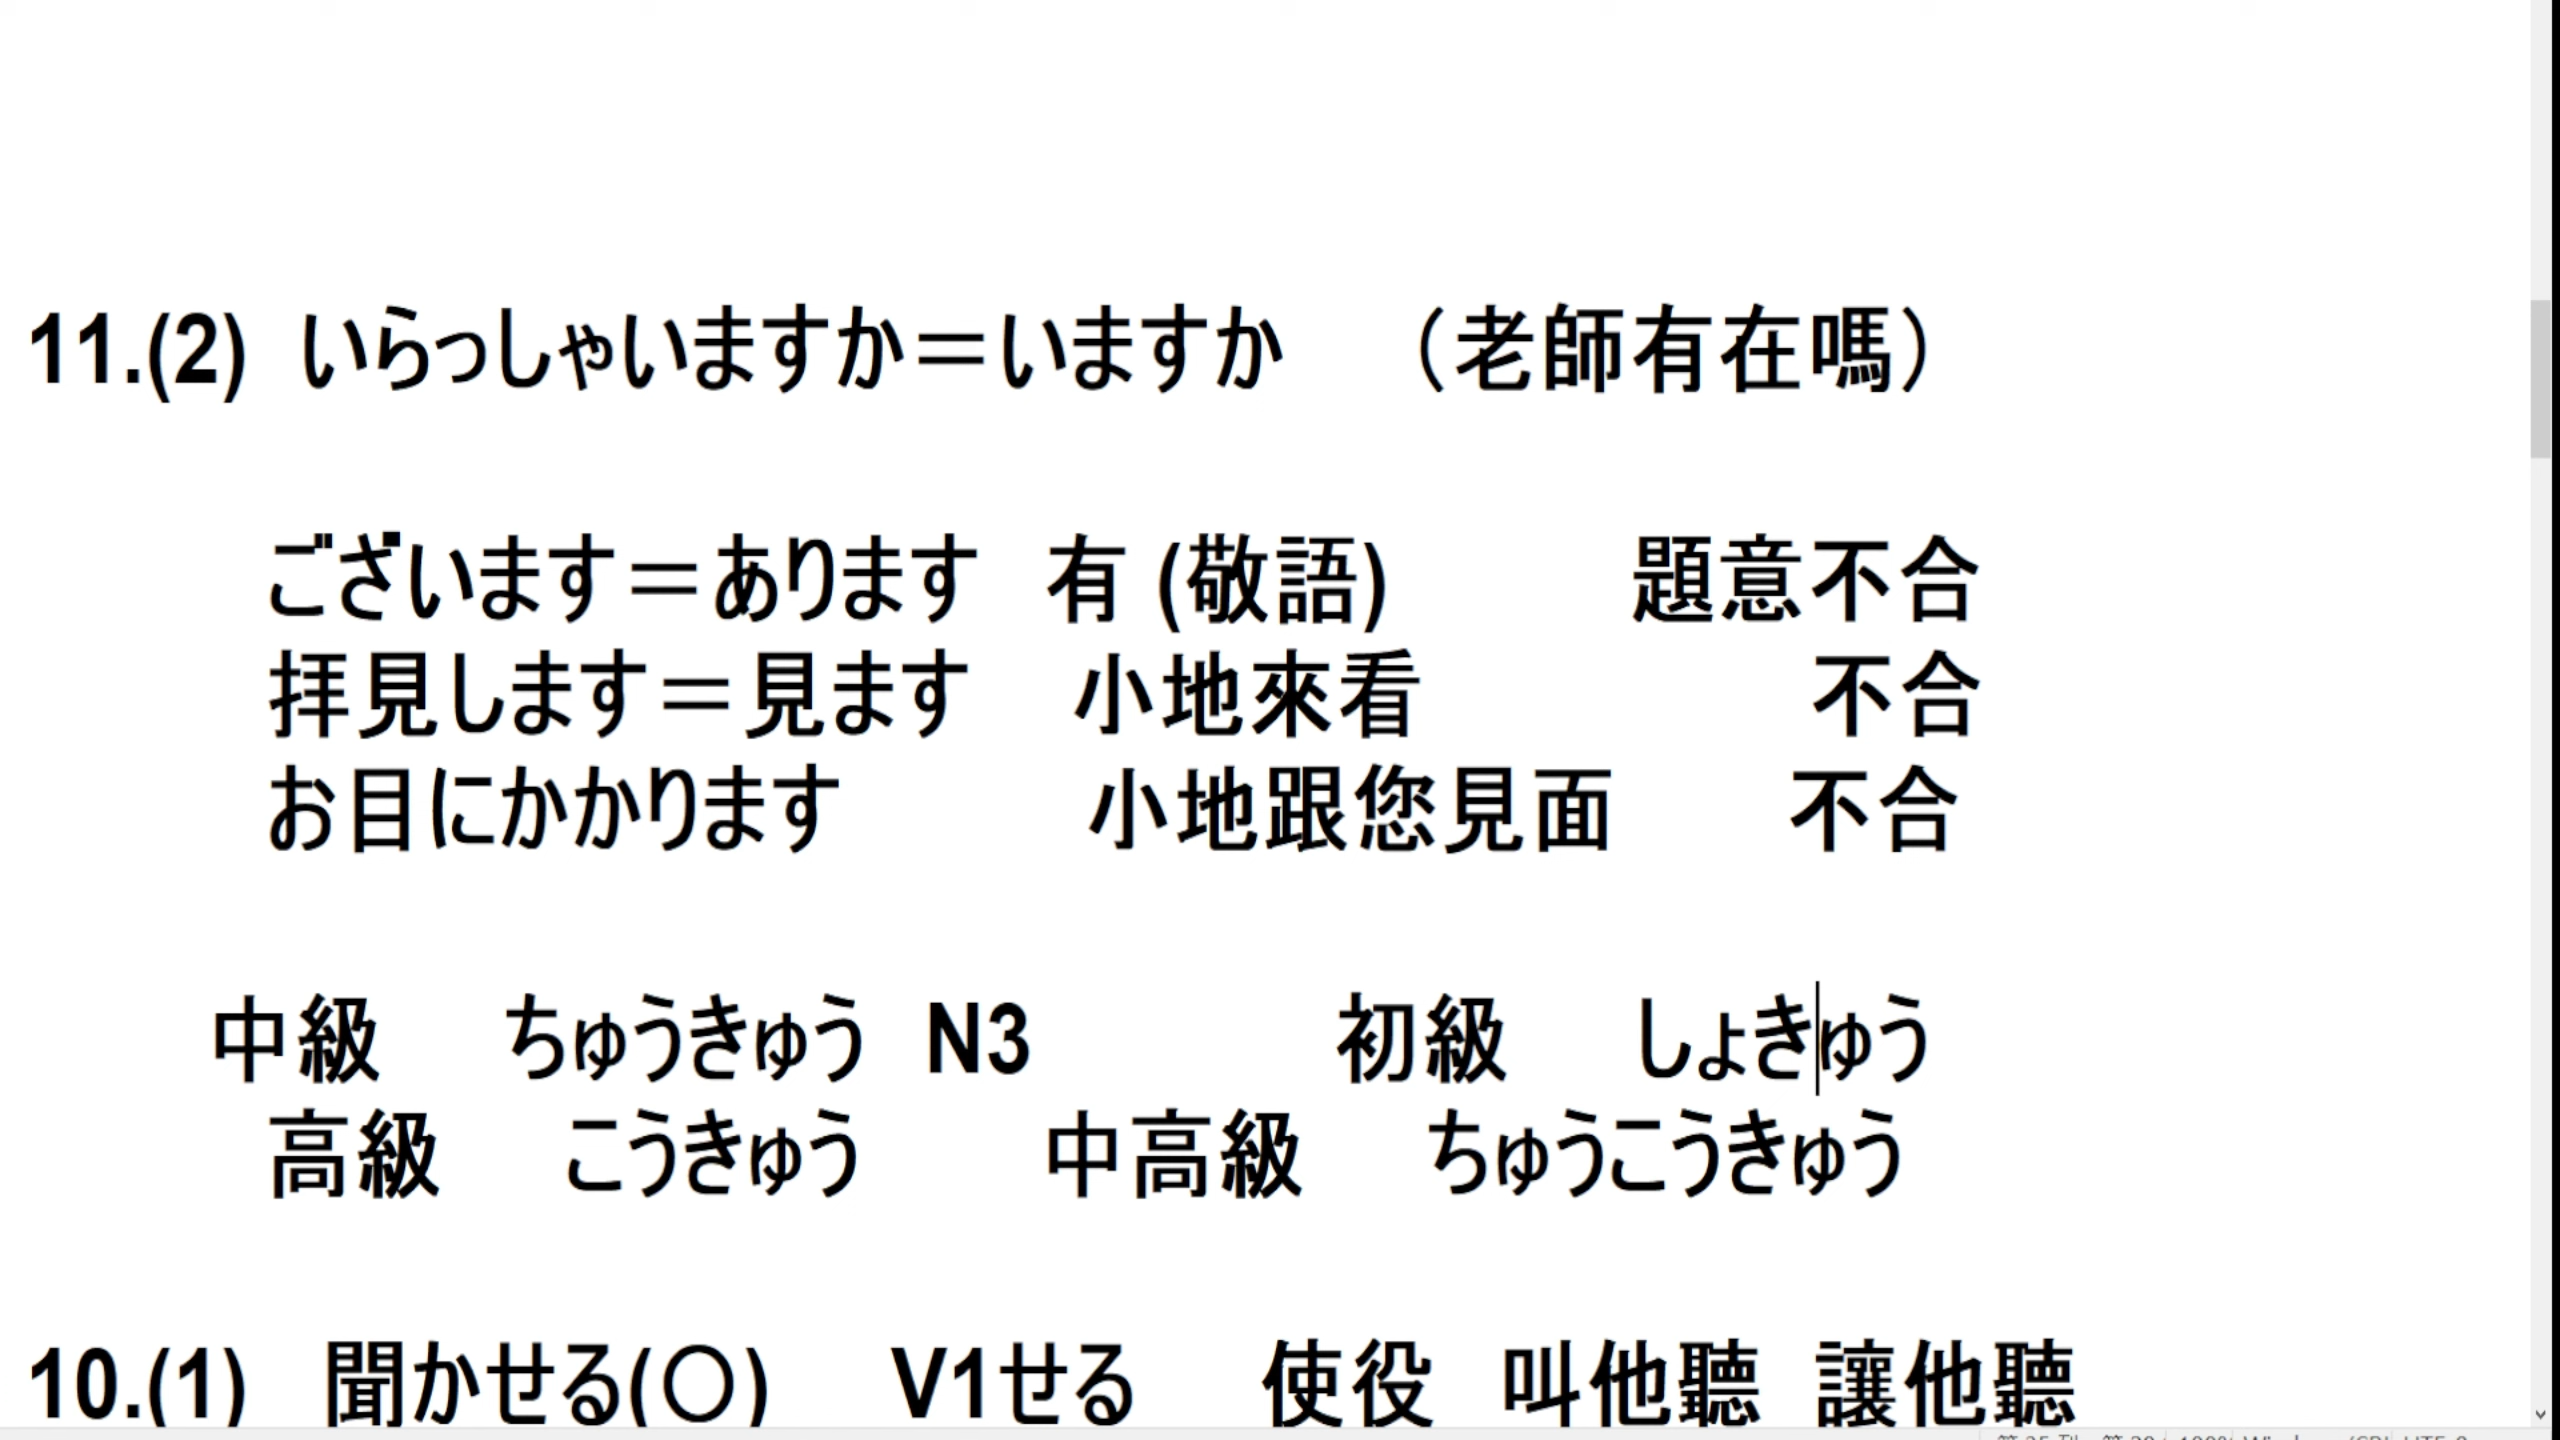 11.(2) いらっしゃいますか＝いますか （老師有在嗎）
ございます＝あります 有 (敬語) 題意不合
拝見します＝見ます 小地來看 不合
お目にかかります 小地跟您見面 不合
中級 ちゅうきゅう N3 初級 しょきゅう
高級 こうきゅう 中高級 ちゅうこうきゅう
10.(1) 聞かせる(〇) V1せる 使役 叫他聽 讓他聽